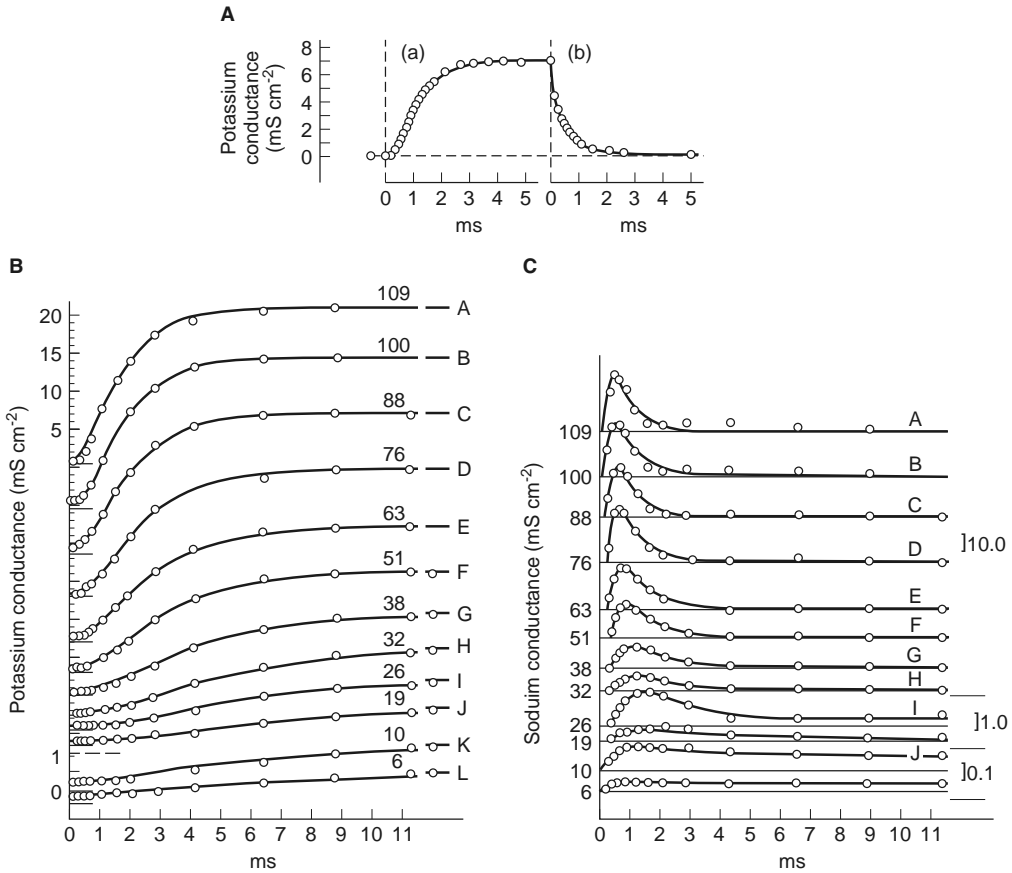 A
Potassium
conductance
(mS cm-2)
8
6
4
2
0
(a)
(b)
0 1 2 3 4 5 0 1 2 3 4 5
ms ms
B
Potassium conductance (mS cm-2)
20
15
10
5
1
0
109 A
100 B
88 C
76 D
63 E
51 F
38 G
32 H
26 I
19 J
10 K
6 L
0 1 2 3 4 5 6 7 8 9 10 11
ms
C
Soduim conductance (mS cm-2)
109 A
100 B
88 C
76 D
63 E
51 F
38 G
32 H
26 I
19
10 J
6
]10.0
]1.0
]0.1
0 1 2 3 4 5 6 7 8 9 10 11
ms